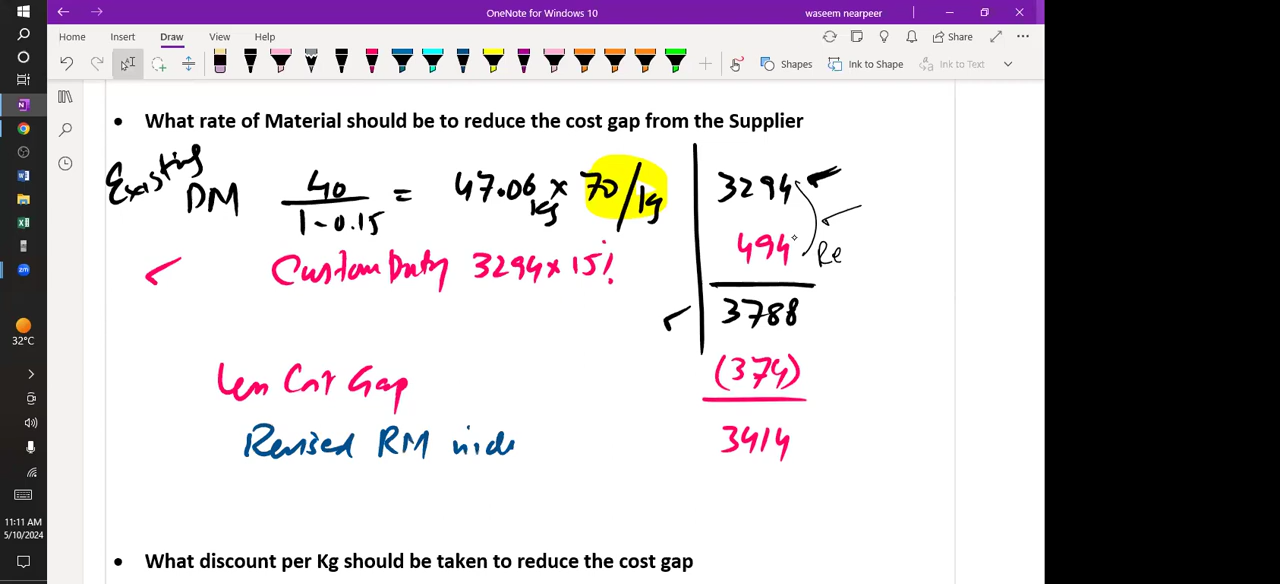 OneNote for Windows 10
waseem nearpeer
Home Insert Draw View Help
Share
Shapes Ink to Shape Ink to Text
• What rate of Material should be to reduce the cost gap from the Supplier
Existing
DM 40 / 1-0.15 = 47.06 kg × 70/kg 3294
494 Re
Custom Duty 3294 × 15%
3788
Less Cost Gap (374)
Revised RM 3414
• What discount per Kg should be taken to reduce the cost gap
32°C
zm
11:11 AM
5/10/2024